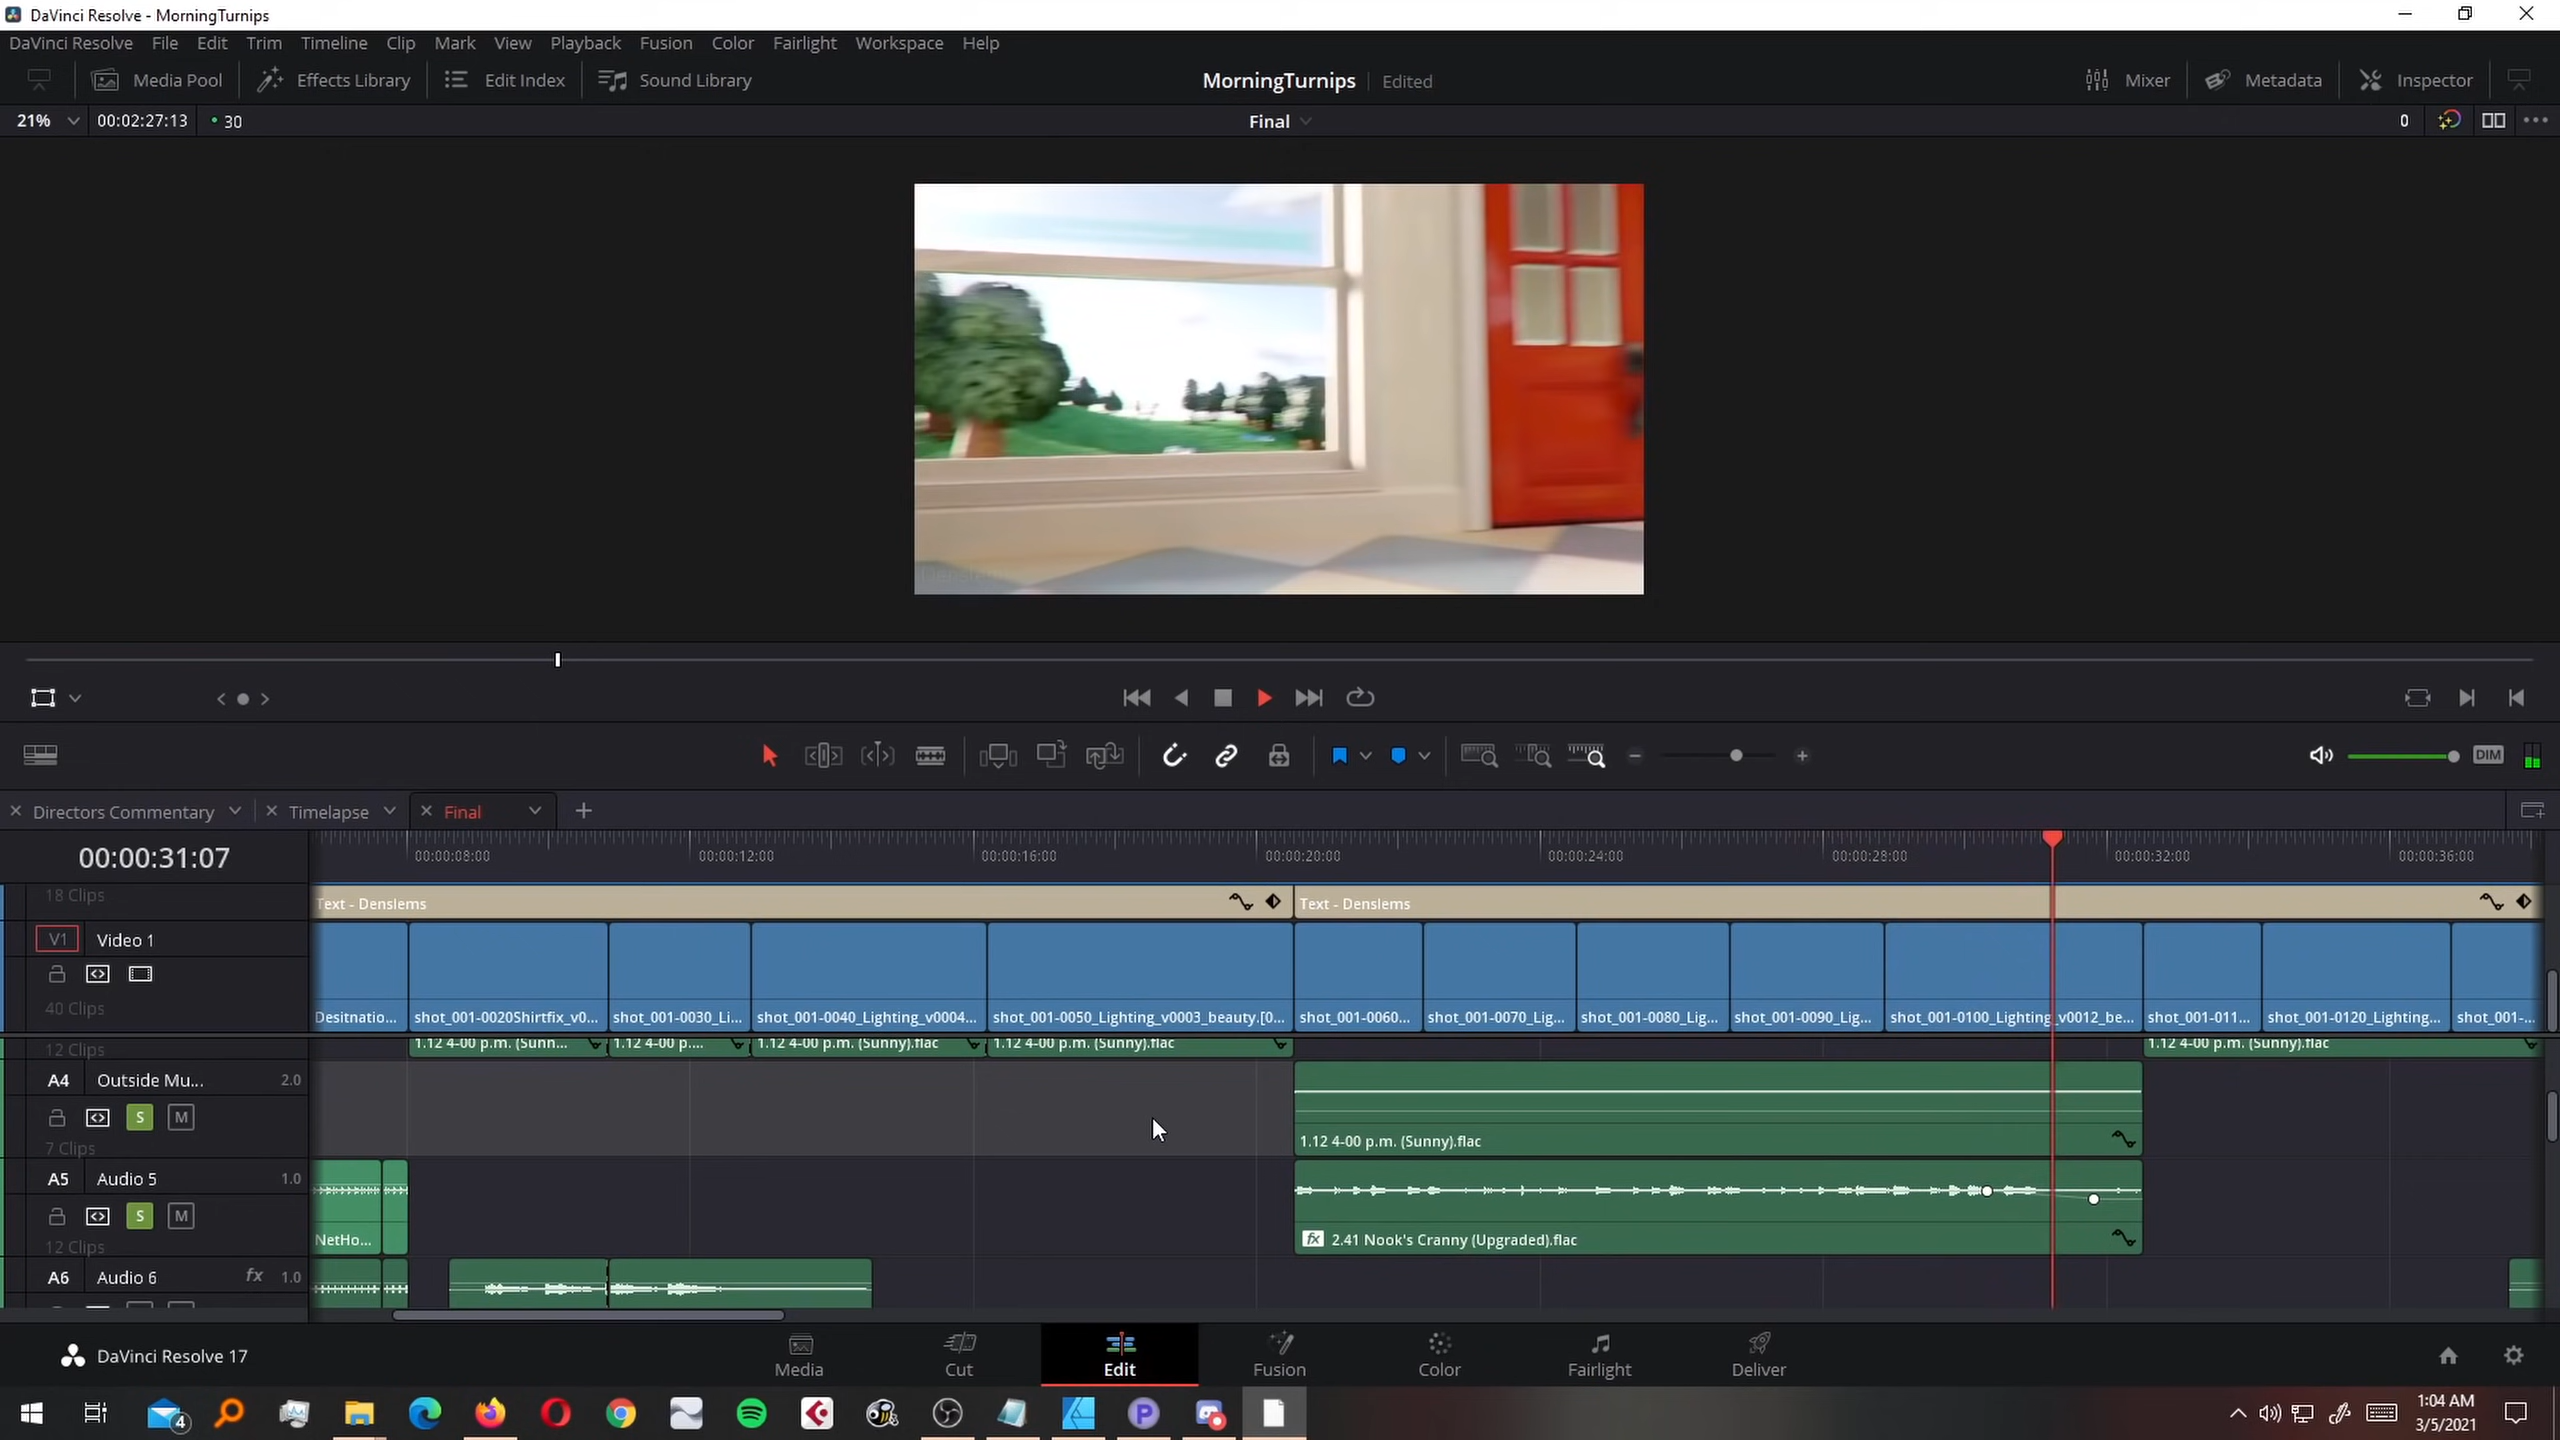 DaVinci Resolve - MorningTurnips
DaVinci Resolve File Edit Trim Timeline Clip Mark View Playback Fusion Color Fairlight Workspace Help
Media Pool Effects Library Edit Index Sound Library MorningTurnips Edited Mixer Metadata Inspector
21% 00:02:27:13 30 Final 0
DIM
Directors Commentary Timelapse Final
00:00:31:07 00:00:08:00 00:00:12:00 00:00:16:00 00:00:20:00 00:00:24:00 00:00:28:00 00:00:32:00 00:00:36:00
18 Clips
Text - Denslems Text - Denslems
V1 Video 1
40 Clips
Desitnatio... shot_001-0020Shirtfix_v0... shot_001-0030_Li... shot_001-0040_Lighting_v0004... shot_001-0050_Lighting_v0003_beauty.[0... shot_001-0060... shot_001-0070_Lig... shot_001-0080_Lig... shot_001-0090_Lig... shot_001-0100_Lighting_v0012_be... shot_001-011... shot_001-0120_Lighting... shot_001-...
12 Clips 1.12 4-00 p.m. (Sunn... 1.12 4-00 p.... 1.12 4-00 p.m. (Sunny).flac 1.12 4-00 p.m. (Sunny).flac 1.12 4-00 p.m. (Sunny).flac
A4 Outside Mu... 2.0
S M
7 Clips 1.12 4-00 p.m. (Sunny).flac
A5 Audio 5 1.0
S M
12 Clips NetHo... fx 2.41 Nook's Cranny (Upgraded).flac
A6 Audio 6 fx 1.0
DaVinci Resolve 17 Media Cut Edit Fusion Color Fairlight Deliver
4 1:04 AM
3/5/2021